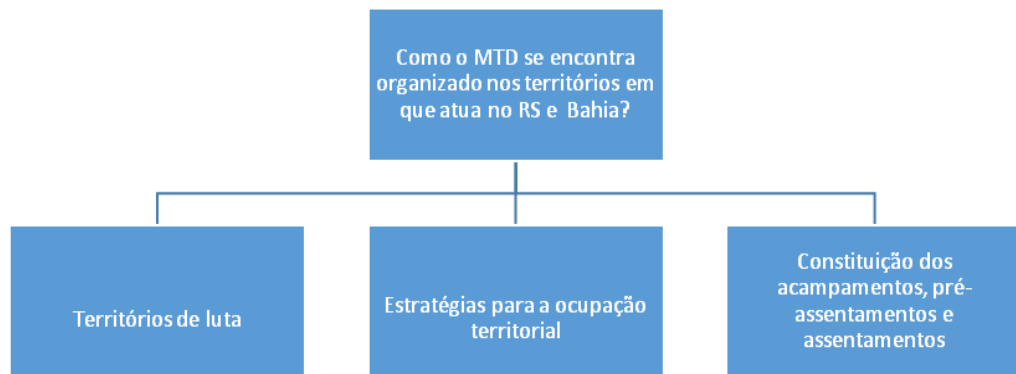 Como o MTD se encontra
organizado nos territórios em
que atua no RS e Bahia?
Territórios de luta
Estratégias para a ocupação
territorial
Constituição dos
acampamentos, pré-
assentamentos e
assentamentos